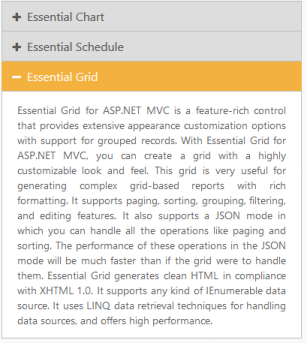 Essential Chart
Essential Schedule
Essential Grid
Essential Grid for ASP.NET MVC is a feature-rich control
that provides extensive appearance customization options
with support for grouped records. With Essential Grid for
ASP.NET MVC, you can create a grid with a highly
customizable look and feel. This grid is very useful for
generating complex grid-based reports with rich
formatting. It supports paging, sorting, grouping, filtering,
and editing features. It also supports a JSON mode in
which you can handle all the operations like paging and
sorting. The performance of these operations in the JSON
mode will be much faster than if the grid were to handle
them. Essential Grid generates clean HTML in compliance
with XHTML 1.0. It supports any kind of IEnumerable data
source. It uses LINQ data retrieval techniques for handling
data sources, and offers high performance.